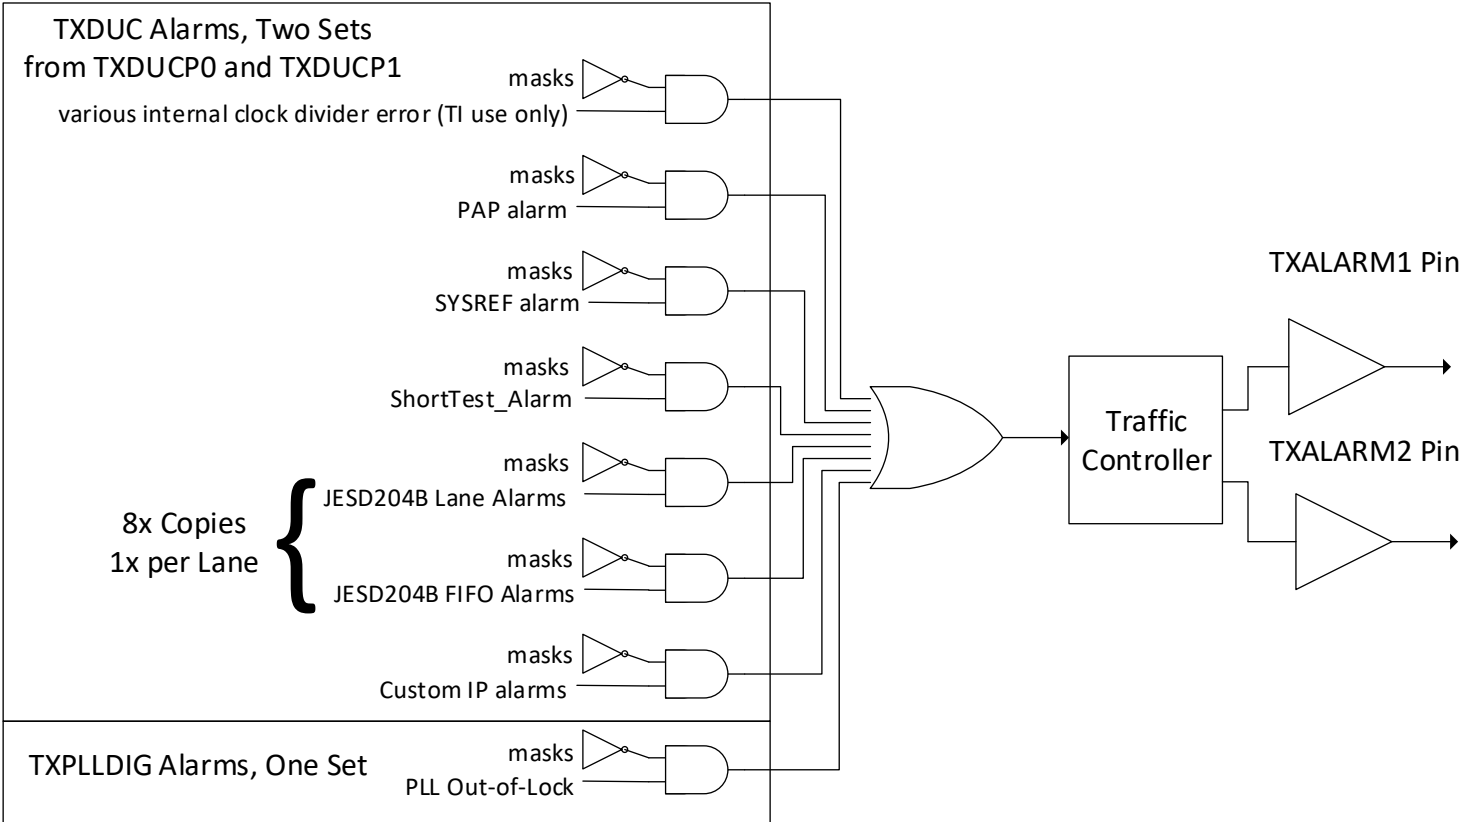 TXDUC Alarms, Two Sets
from TXDUCP0 and TXDUCP1
masks
various internal clock divider error (TI use only)
masks
PAP alarm
masks
SYSREF alarm
masks
ShortTest_Alarm
masks
JESD204B Lane Alarms
8x Copies
1x per Lane
{
masks
JESD204B FIFO Alarms
masks
Custom IP alarms
TXPLLDIG Alarms, One Set
masks
PLL Out-of-Lock
Traffic
Controller
TXALARM1 Pin
TXALARM2 Pin